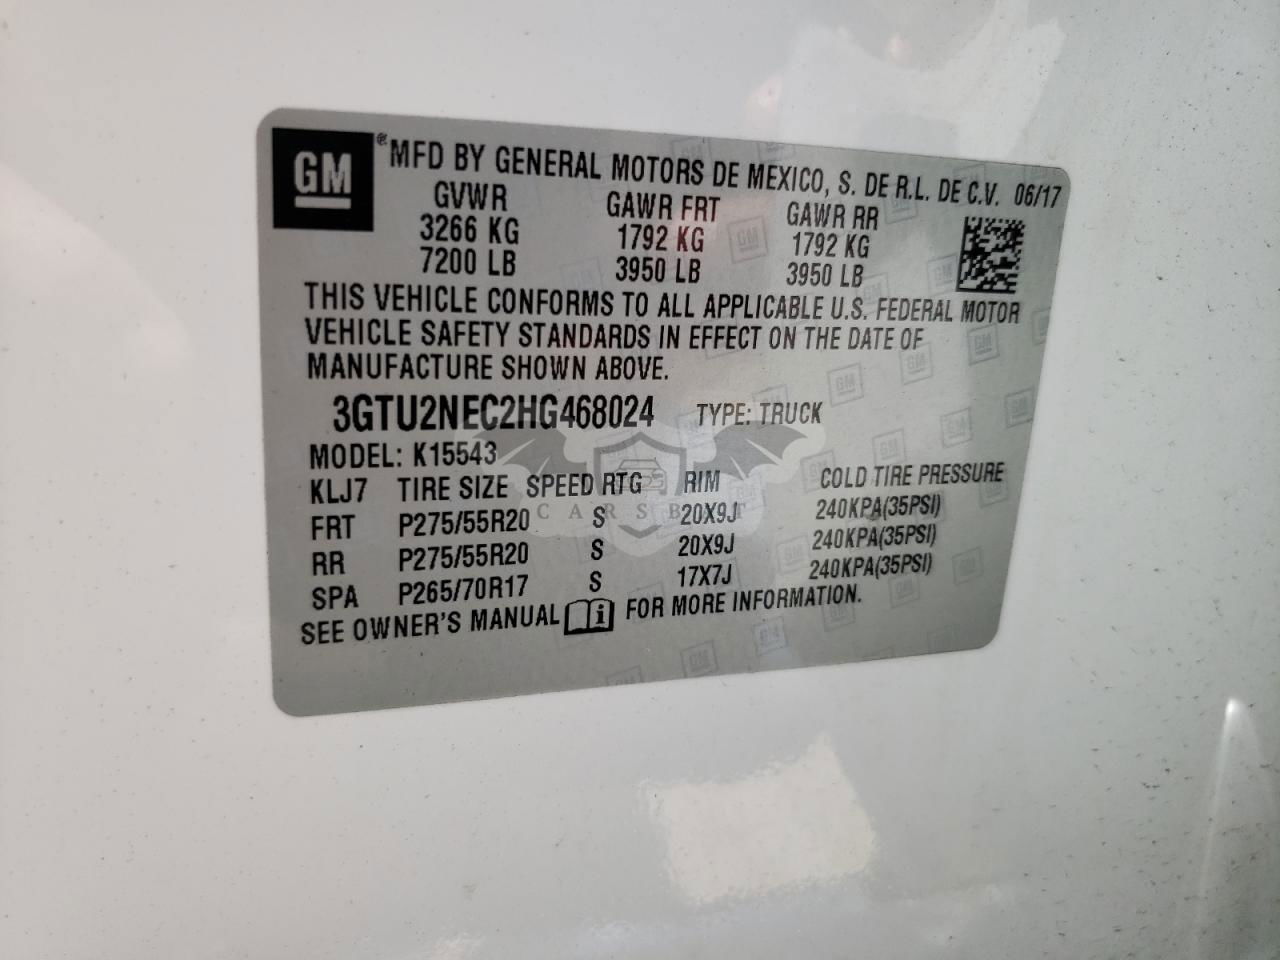 GM ® MFD BY GENERAL MOTORS DE MEXICO, S. DE R.L. DE C.V. 06/17
GVWR GAWR FRT GAWR RR
3266 KG 1792 KG 1792 KG
7200 LB 3950 LB 3950 LB
THIS VEHICLE CONFORMS TO ALL APPLICABLE U.S. FEDERAL MOTOR
VEHICLE SAFETY STANDARDS IN EFFECT ON THE DATE OF
MANUFACTURE SHOWN ABOVE.
3GTU2NEC2HG468024 TYPE: TRUCK
MODEL: K15543
KLJ7 TIRE SIZE SPEED RTG RIM COLD TIRE PRESSURE
FRT P275/55R20 S 20X9J 240KPA(35PSI)
RR P275/55R20 S 20X9J 240KPA(35PSI)
SPA P265/70R17 S 17X7J 240KPA(35PSI)
SEE OWNER'S MANUAL FOR MORE INFORMATION.